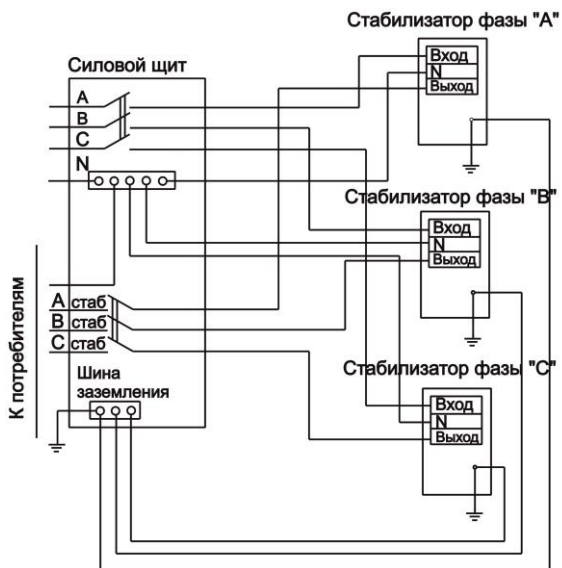 Стабилизатор фазы "А"
Вход
N
Выход
Силовой щит
A
B
C
N
Стабилизатор фазы "В"
Вход
N
Выход
К потребителям
A стаб
B стаб
C стаб
Шина
заземления
Стабилизатор фазы "С"
Вход
N
Выход